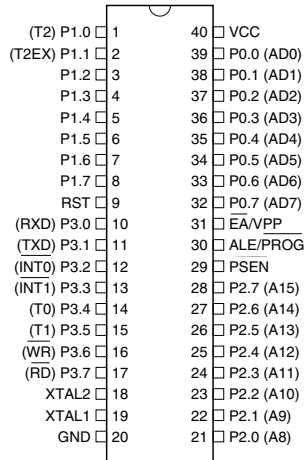 (T2) P1.0 1 40 VCC
(T2EX) P1.1 2 39 P0.0 (AD0)
P1.2 3 38 P0.1 (AD1)
P1.3 4 37 P0.2 (AD2)
P1.4 5 36 P0.3 (AD3)
P1.5 6 35 P0.4 (AD4)
P1.6 7 34 P0.5 (AD5)
P1.7 8 33 P0.6 (AD6)
RST 9 32 P0.7 (AD7)
(RXD) P3.0 10 31 EA/VPP
(TXD) P3.1 11 30 ALE/PROG
(INT0) P3.2 12 29 PSEN
(INT1) P3.3 13 28 P2.7 (A15)
(T0) P3.4 14 27 P2.6 (A14)
(T1) P3.5 15 26 P2.5 (A13)
(WR) P3.6 16 25 P2.4 (A12)
(RD) P3.7 17 24 P2.3 (A11)
XTAL2 18 23 P2.2 (A10)
XTAL1 19 22 P2.1 (A9)
GND 20 21 P2.0 (A8)